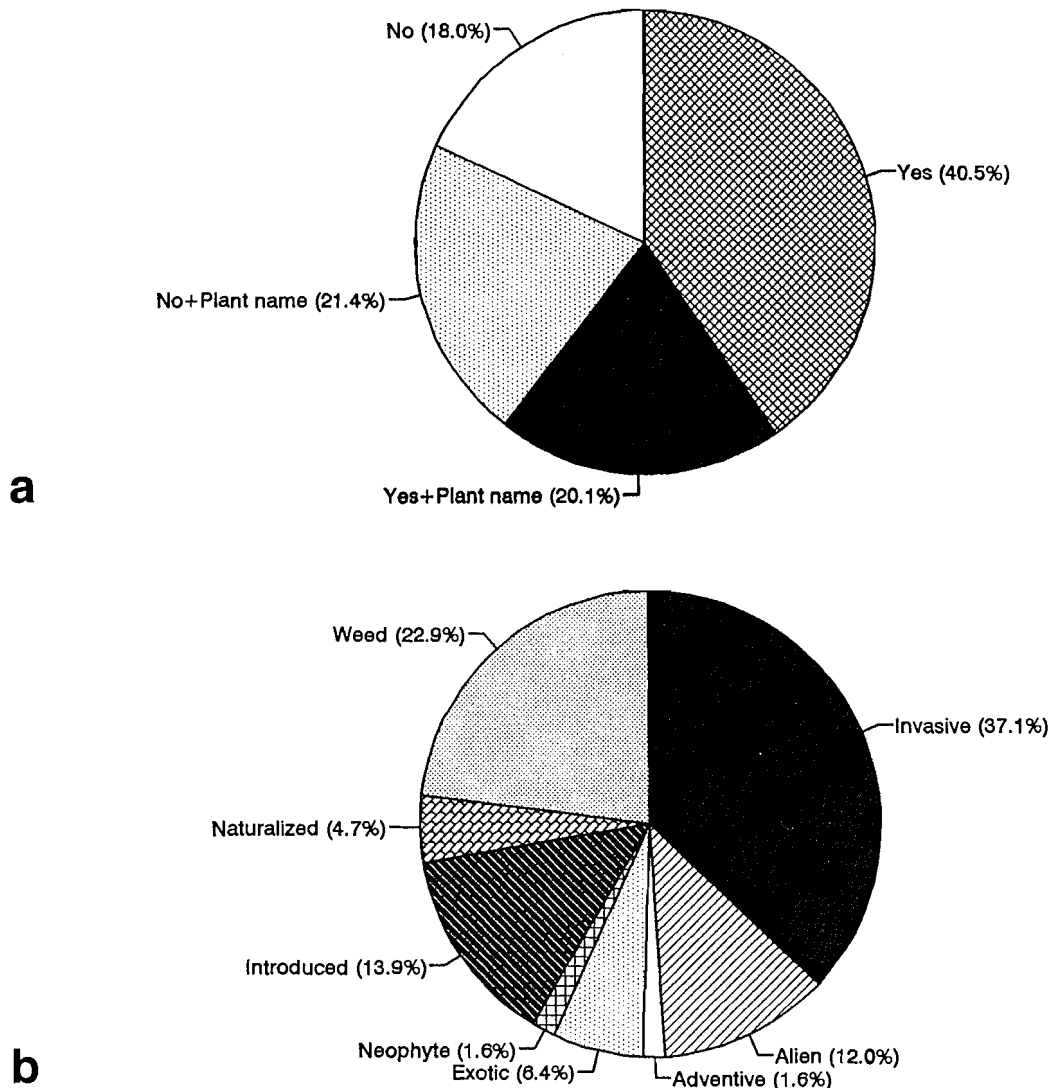 No (18.0%)
Yes (40.5%)
No+Plant name (21.4%)
Yes+Plant name (20.1%)
a
Weed (22.9%)
Invasive (37.1%)
Naturalized (4.7%)
Introduced (13.9%)
Neophyte (1.6%)
Exotic (6.4%)
Adventive (1.6%)
Alien (12.0%)
b